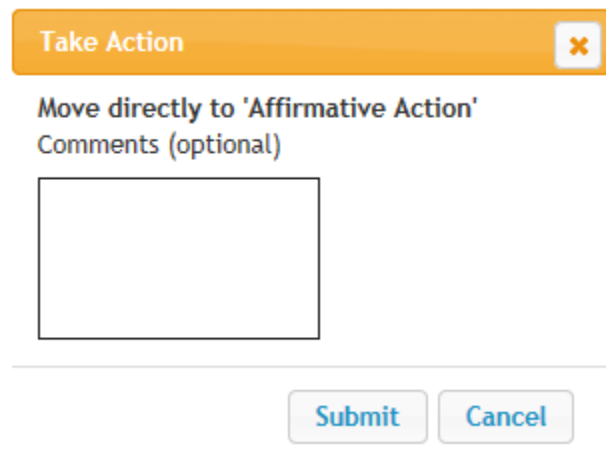 Take Action
Move directly to 'Affirmative Action'
Comments (optional)
Submit Cancel